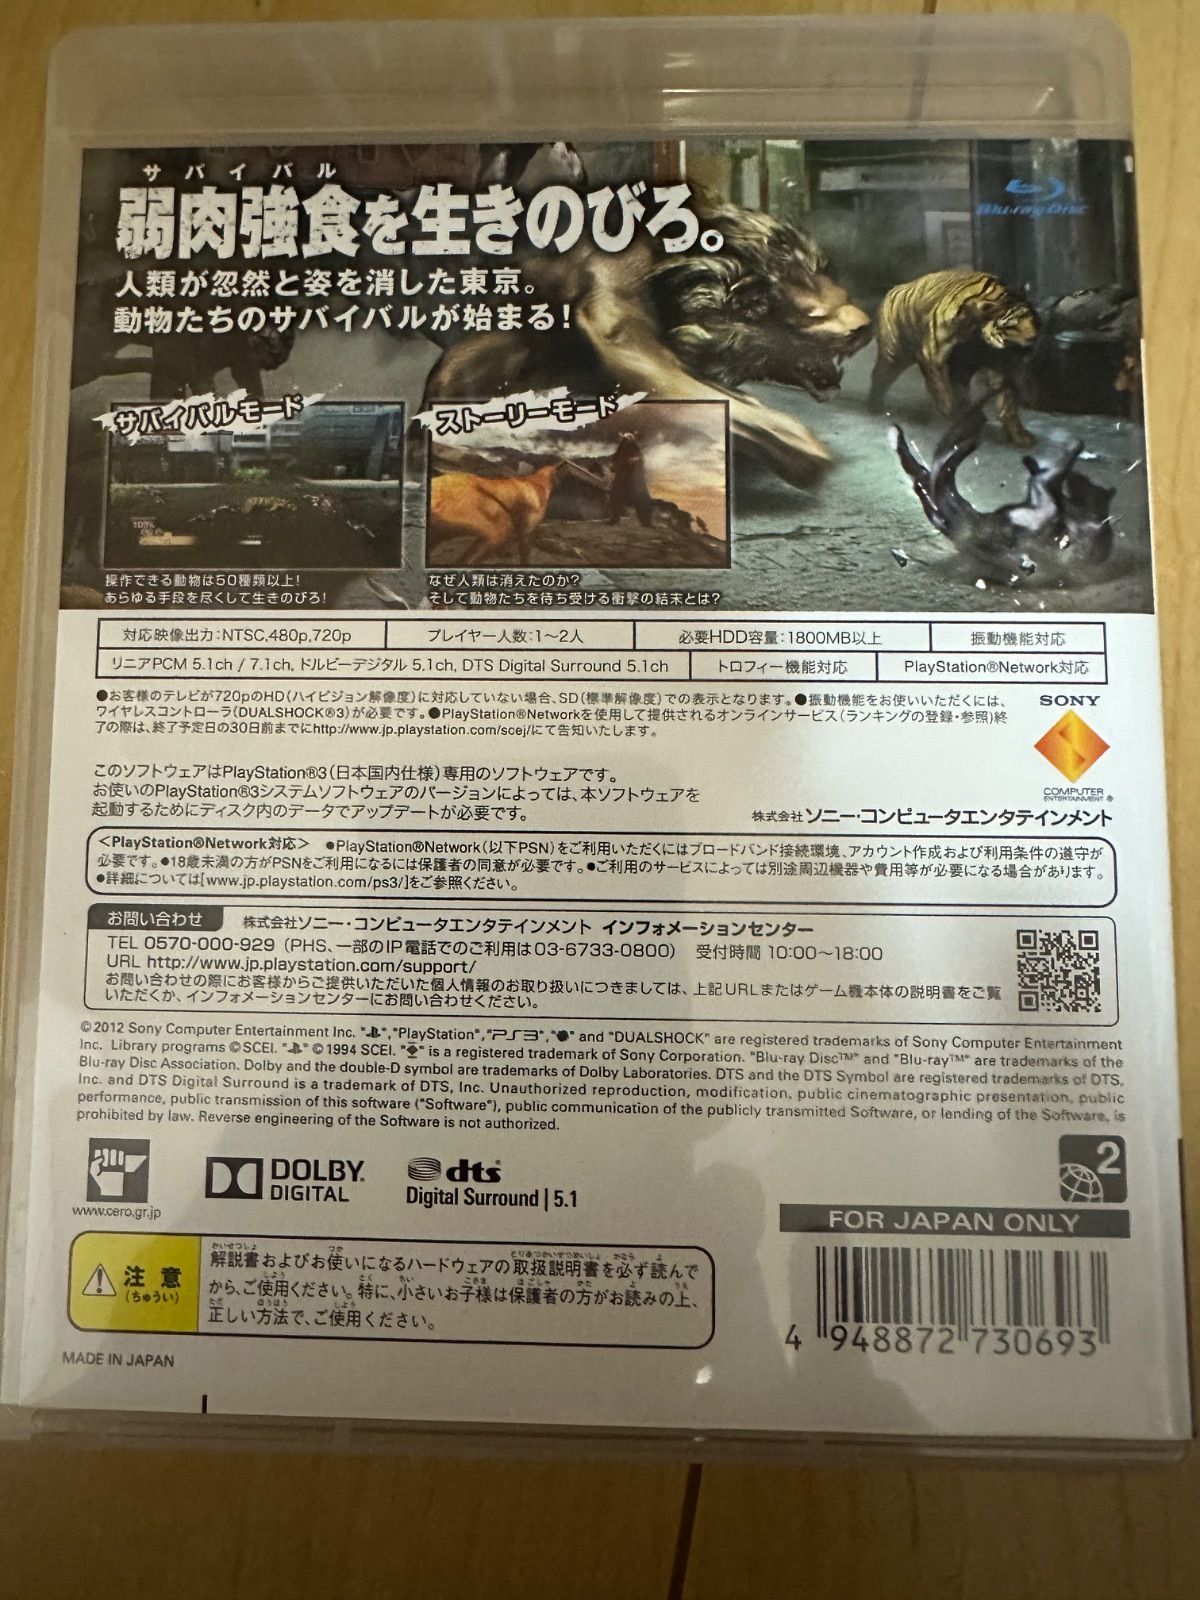 サバイバル
弱肉強食を生きのびろ。
人類が忽然と姿を消した東京。
動物たちのサバイバルが始まる!
Blu-ray Disc
サバイバルモード
ストーリーモード
操作できる動物は50種類以上!
あらゆる手段を尽くして生きのびろ!
なぜ人類は消えたのか?
そして動物たちを待ち受ける衝撃の結末とは?
対応映像出力:NTSC,480p,720p
プレイヤー人数:1〜2人
必要HDD容量:1800MB以上
振動機能対応
リニアPCM 5.1ch / 7.1ch, ドルビーデジタル 5.1ch, DTS Digital Surround 5.1ch
トロフィー機能対応
PlayStation®Network対応
●お客様のテレビが720pのHD(ハイビジョン解像度)に対応していない場合、SD(標準解像度)での表示となります。●振動機能をお使いいただくには、
ワイヤレスコントローラ(DUALSHOCK®3)が必要です。●PlayStation®Networkを使用して提供されるオンラインサービス(ランキングの登録・参照)終
了の際は、終了予定日の30日前までにhttp://www.jp.playstation.com/scej/にて告知いたします。
SONY
COMPUTER
ENTERTAINMENT®
このソフトウェアはPlayStation®3(日本国内仕様)専用のソフトウェアです。
お使いのPlayStation®3システムソフトウェアのバージョンによっては、本ソフトウェアを
起動するためにディスク内のデータでアップデートが必要です。
株式会社ソニー・コンピュータエンタテインメント
<PlayStation®Network対応> ●PlayStation®Network(以下PSN)をご利用いただくにはブロードバンド接続環境、アカウント作成および利用条件の遵守が
必要です。●18歳未満の方がPSNをご利用になるには保護者の同意が必要です。●ご利用のサービスによっては別途周辺機器や費用等が必要になる場合があります。
●詳細については[www.jp.playstation.com/ps3/]をご参照ください。
お問い合わせ
株式会社ソニー・コンピュータエンタテインメント インフォメーションセンター
TEL 0570-000-929 (PHS、一部のIP電話でのご利用は03-6733-0800) 受付時間 10:00〜18:00
URL http://www.jp.playstation.com/support/
お問い合わせの際にお客様からご提供いただいた個人情報のお取り扱いにつきましては、上記URLまたはゲーム機本体の説明書をご覧
いただくか、インフォメーションセンターにお問い合わせください。
©2012 Sony Computer Entertainment Inc. "", "PlayStation", "PS3", "" and "DUALSHOCK" are registered trademarks of Sony Computer Entertainment
Inc. Library programs ©SCEI. "" ©1994 SCEI. "" is a registered trademark of Sony Corporation. "Blu-ray Disc™" and "Blu-ray™" are trademarks of the
Blu-ray Disc Association. Dolby and the double-D symbol are trademarks of Dolby Laboratories. DTS and the DTS Symbol are registered trademarks of DTS,
Inc. and DTS Digital Surround is a trademark of DTS, Inc. Unauthorized reproduction, modification, public cinematographic presentation, public
performance, public transmission of this software ("Software"), public communication of the publicly transmitted Software, or lending of the Software, is
prohibited by law. Reverse engineering of the Software is not authorized.
www.cero.gr.jp
DOLBY
DIGITAL
dts
Digital Surround | 5.1
2
FOR JAPAN ONLY
注意
(ちゅうい)
解説書およびお使いになるハードウェアの取扱説明書を必ず読んで
から、ご使用ください。特に、小さいお子様は保護者の方がお読みの上、
正しい方法で、ご使用ください。
4 948872 730693
MADE IN JAPAN